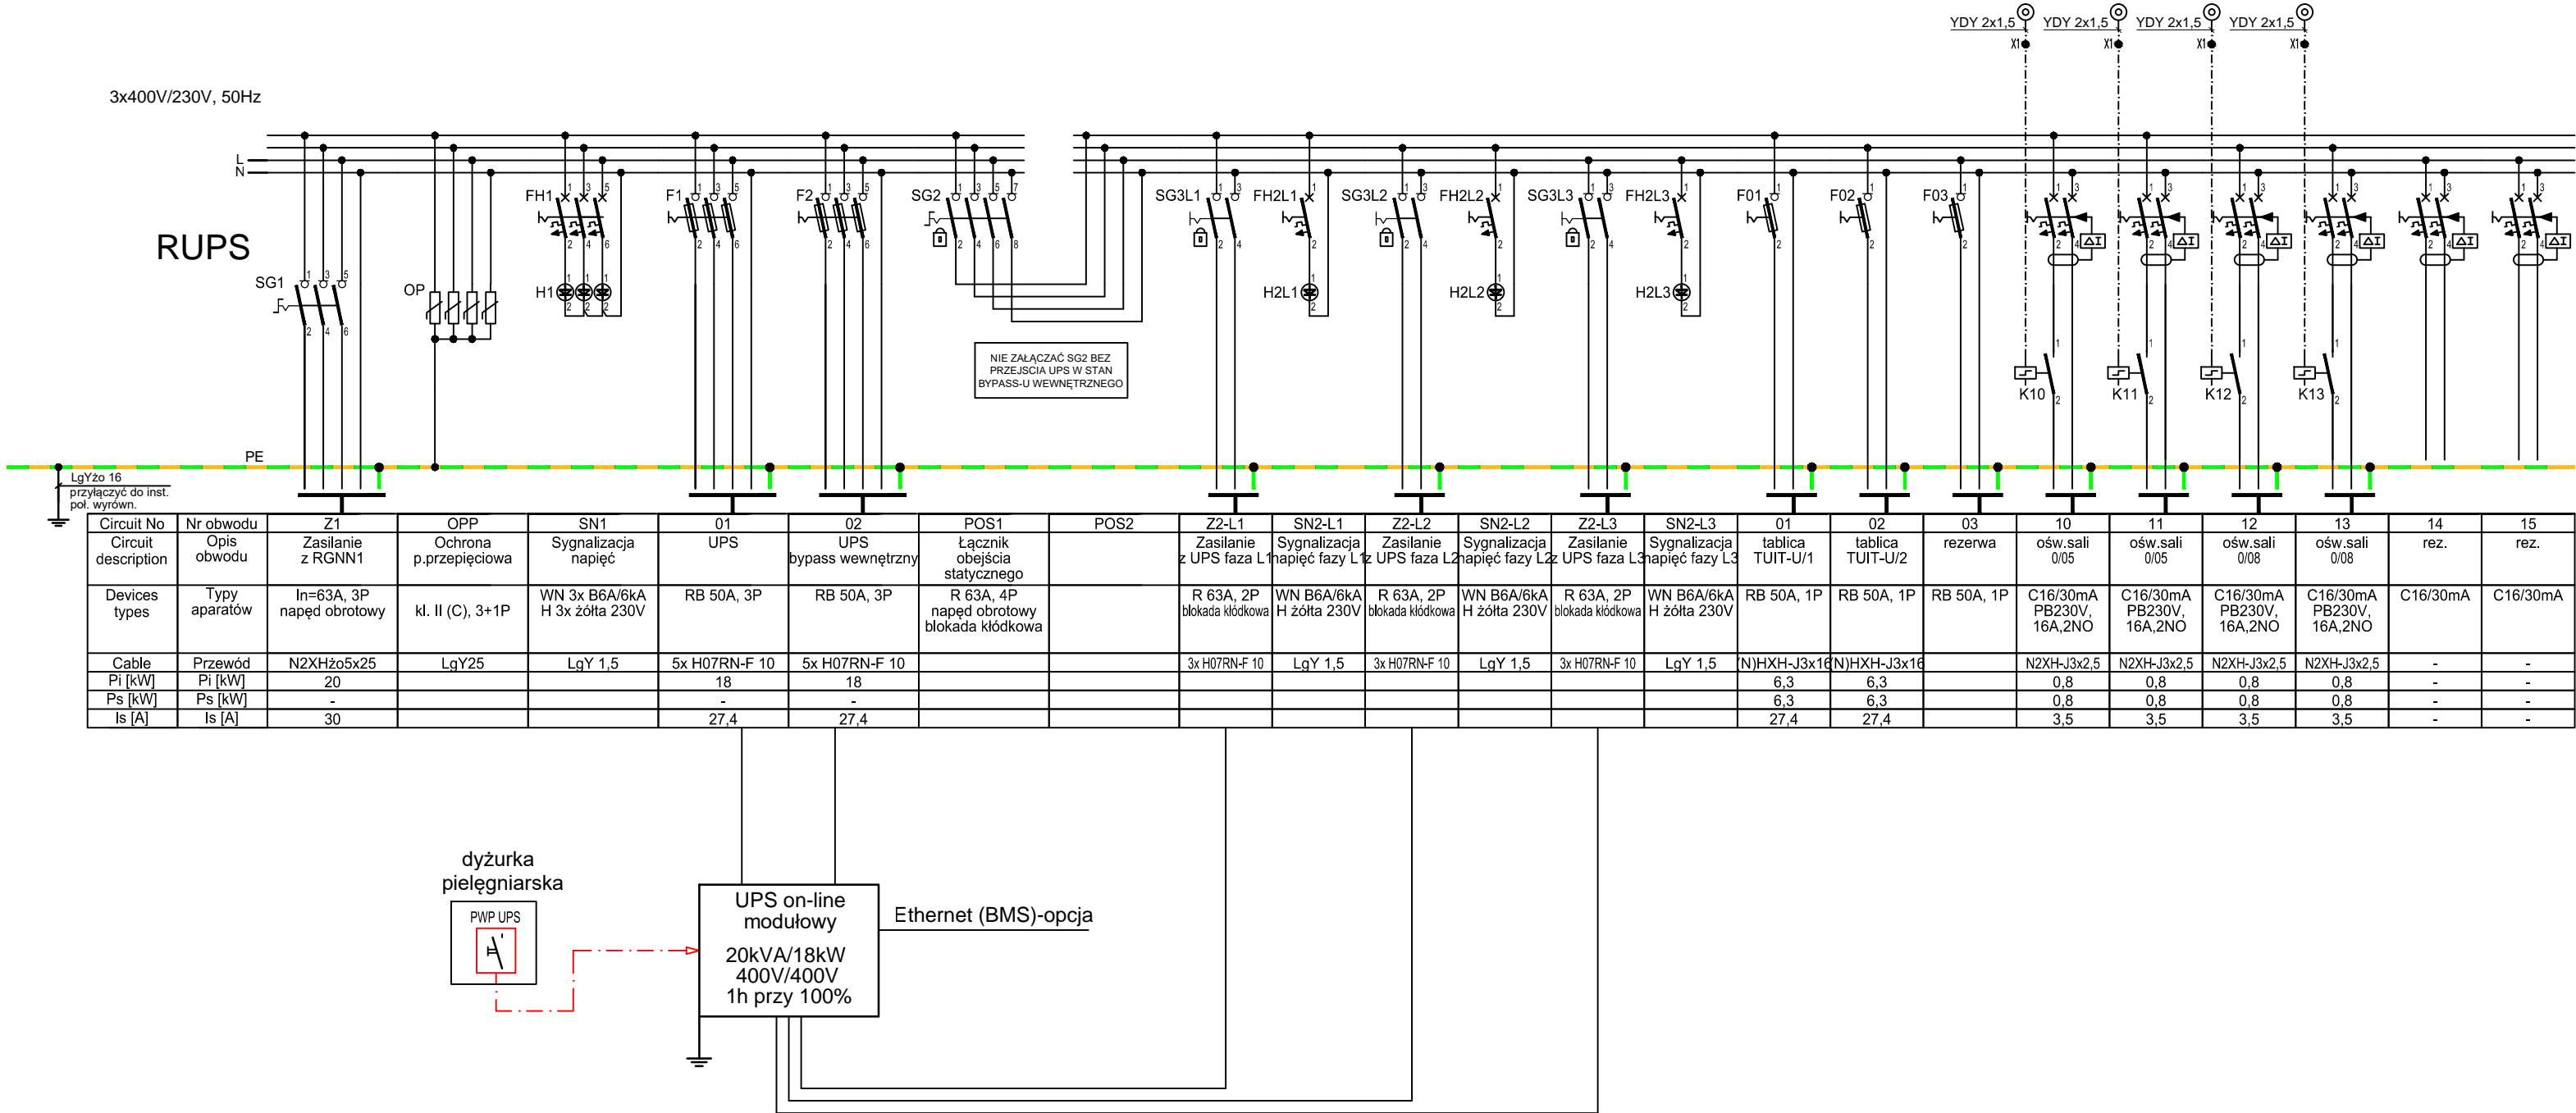 YDY 2x1,5 YDY 2x1,5 YDY 2x1,5 YDY 2x1,5
X1 X1 X1 X1
3x400V/230V, 50Hz
L
N
RUPS
FH1 F1 F2 SG2 SG3L1 FH2L1 SG3L2 FH2L2 SG3L3 FH2L3 F01 F02 F03
SG1 OP H1 H2L1 H2L2 H2L3
NIE ZAŁĄCZAĆ SG2 BEZ
PRZEJSCIA UPS W STAN
BYPASS-U WEWNĘTRZNEGO
K10 K11 K12 K13
PE
LgYżo 16
przyłączyć do inst.
poł. wyrówn.
Circuit No Nr obwodu Z1 OPP SN1 01 02 POS1 POS2 Z2-L1 SN2-L1 Z2-L2 SN2-L2 Z2-L3 SN2-L3 01 02 03 10 11 12 13 14 15
Circuit Opis Zasilanie Ochrona Sygnalizacja UPS UPS Łącznik Zasilanie Sygnalizacja Zasilanie Sygnalizacja Zasilanie Sygnalizacja tablica tablica rezerwa ośw.sali ośw.sali ośw.sali ośw.sali rez. rez.
description obwodu z RGNN1 p.przepięciowa napięć bypass wewnętrzny obejścia z UPS faza L1 napięć fazy L1 z UPS faza L2 napięć fazy L2 z UPS faza L3 napięć fazy L3 TUIT-U/1 TUIT-U/2 0/05 0/05 0/08 0/08
statycznego
Devices Typy In=63A, 3P kl. II (C), 3+1P WN 3x B6A/6kA RB 50A, 3P RB 50A, 3P R 63A, 4P R 63A, 2P WN B6A/6kA R 63A, 2P WN B6A/6kA R 63A, 2P WN B6A/6kA RB 50A, 1P RB 50A, 1P RB 50A, 1P C16/30mA C16/30mA C16/30mA C16/30mA C16/30mA C16/30mA
types aparatów napęd obrotowy H 3x żółta 230V napęd obrotowy blokada kłódkowa H żółta 230V blokada kłódkowa H żółta 230V blokada kłódkowa H żółta 230V PB230V, PB230V, PB230V, PB230V,
blokada kłódkowa 16A,2NO 16A,2NO 16A,2NO 16A,2NO
Cable Przewód N2XHżo5x25 LgY25 LgY 1,5 5x H07RN-F 10 5x H07RN-F 10 3x H07RN-F 10 LgY 1,5 3x H07RN-F 10 LgY 1,5 3x H07RN-F 10 LgY 1,5 (N)HXH-J3x16 (N)HXH-J3x16 N2XH-J3x2,5 N2XH-J3x2,5 N2XH-J3x2,5 N2XH-J3x2,5 - -
Pi [kW] Pi [kW] 20 18 18 6,3 6,3 0,8 0,8 0,8 0,8 - -
Ps [kW] Ps [kW] - - - 6,3 6,3 0,8 0,8 0,8 0,8 - -
Is [A] Is [A] 30 27,4 27,4 27,4 27,4 3,5 3,5 3,5 3,5 - -
dyżurka
pielęgniarska
PWP UPS
UPS on-line
modułowy
20kVA/18kW
400V/400V
1h przy 100%
Ethernet (BMS)-opcja